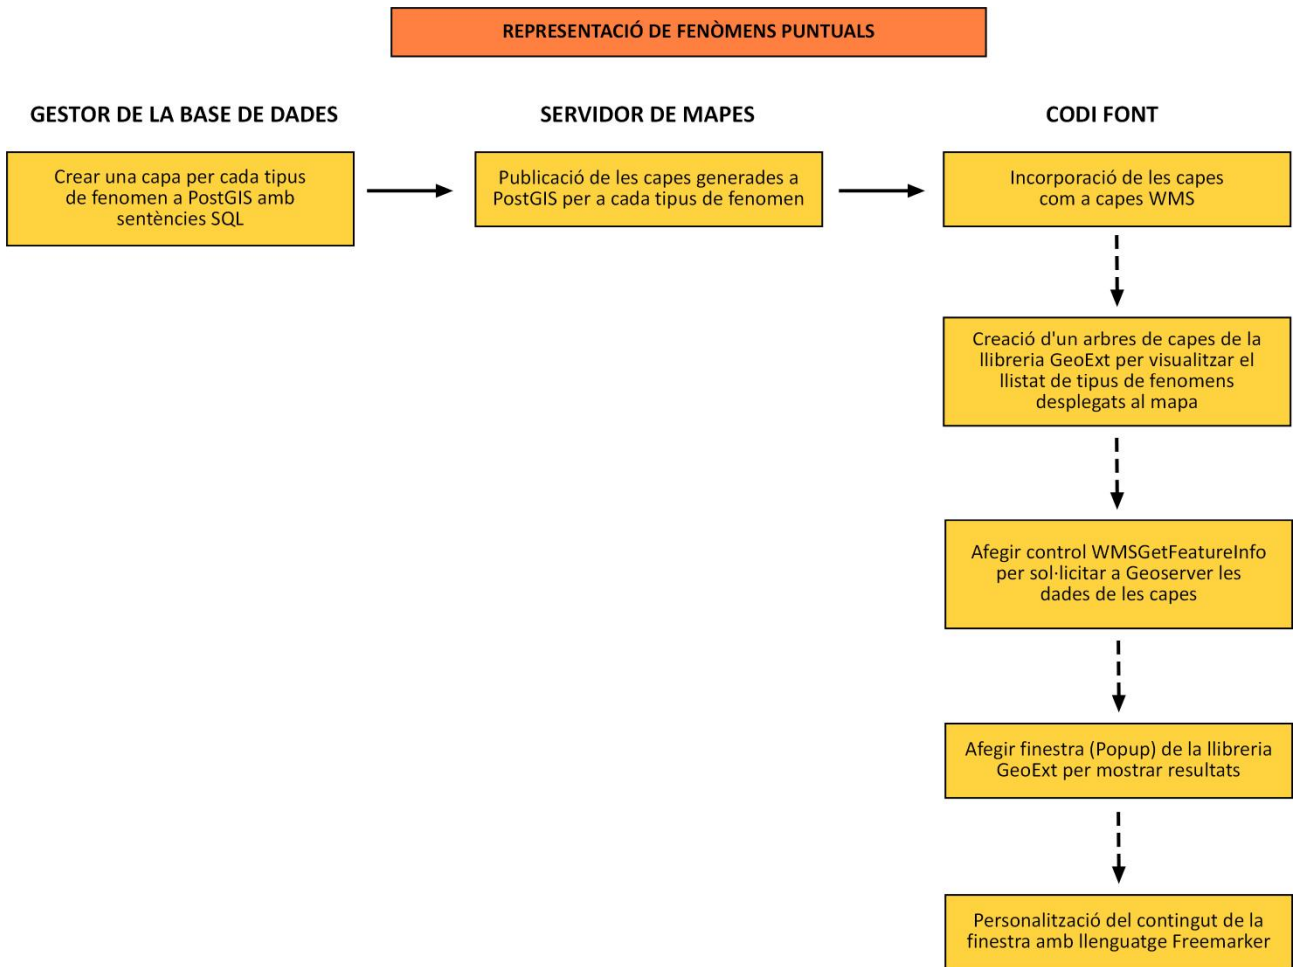 REPRESENTACIÓ DE FENÒMENS PUNTUALS
GESTOR DE LA BASE DE DADES
SERVIDOR DE MAPES
CODI FONT
Crear una capa per cada tipus
de fenomen a PostGIS amb
sentències SQL
Publicació de les capes generades a
PostGIS per a cada tipus de fenomen
Incorporació de les capes
com a capes WMS
Creació d'un arbres de capes de la
llibreria GeoExt per visualitzar el
llistat de tipus de fenomens
desplegats al mapa
Afegir control WMSGetFeatureInfo
per sol·licitar a Geoserver les
dades de les capes
Afegir finestra (Popup) de la llibreria
GeoExt per mostrar resultats
Personalització del contingut de la
finestra amb llenguatge Freemarker